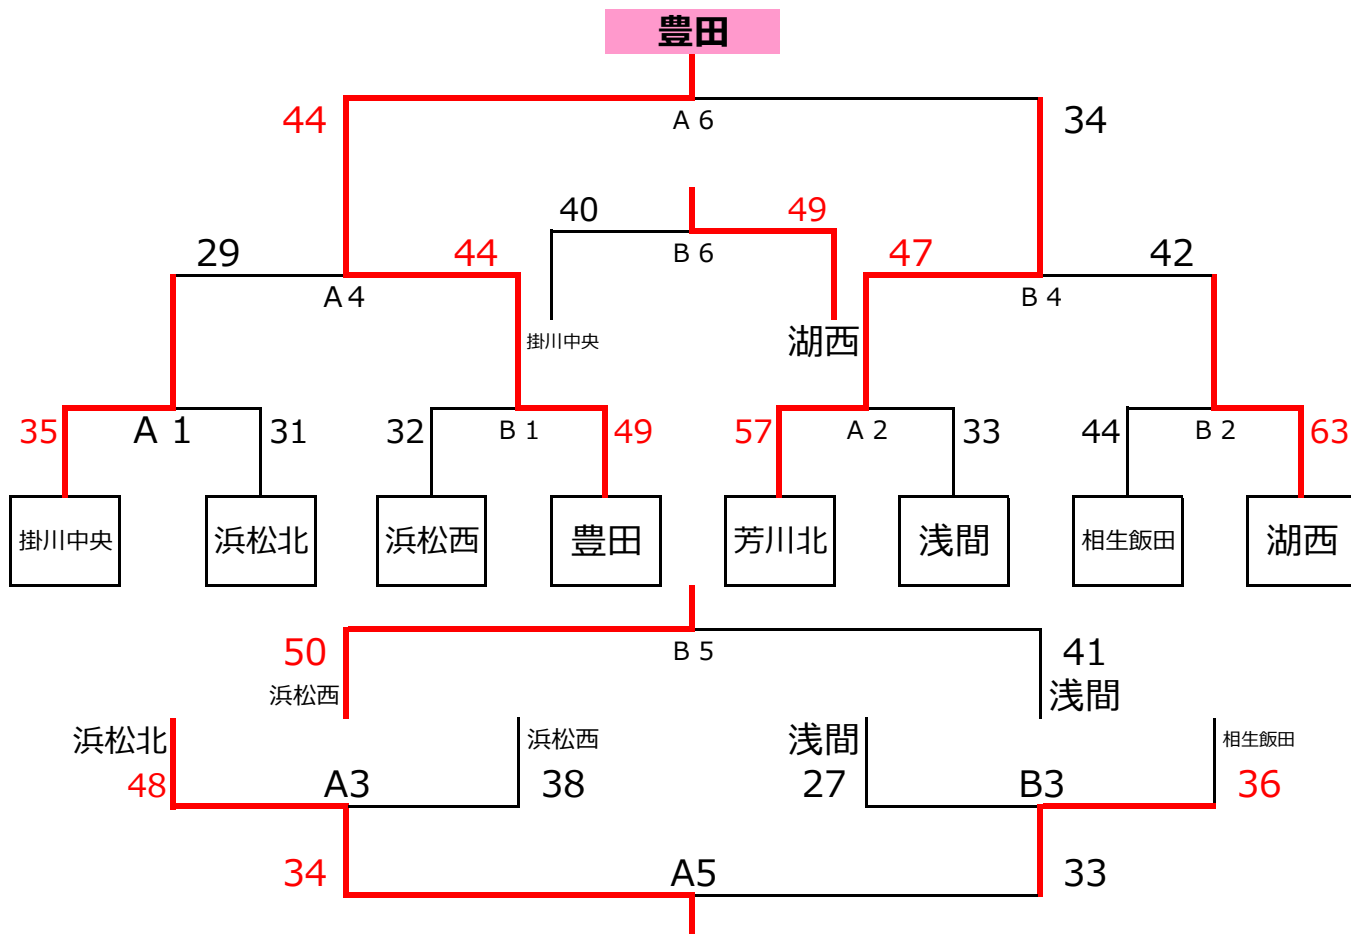 豊田
44 A 6 34
40 49
29 44 B 6 47 42
A 4 B 4
掛川中央 湖西
35 A 1 31 32 B 1 49 57 A 2 33 44 B 2 63
掛川中央 浜松北 浜松西 豊田 芳川北 浅間 相生飯田 湖西
50 B 5 41
浜松西 浅間
浜松北 浜松西 浅間 相生飯田
48 A3 38 27 B3 36
34 A5 33